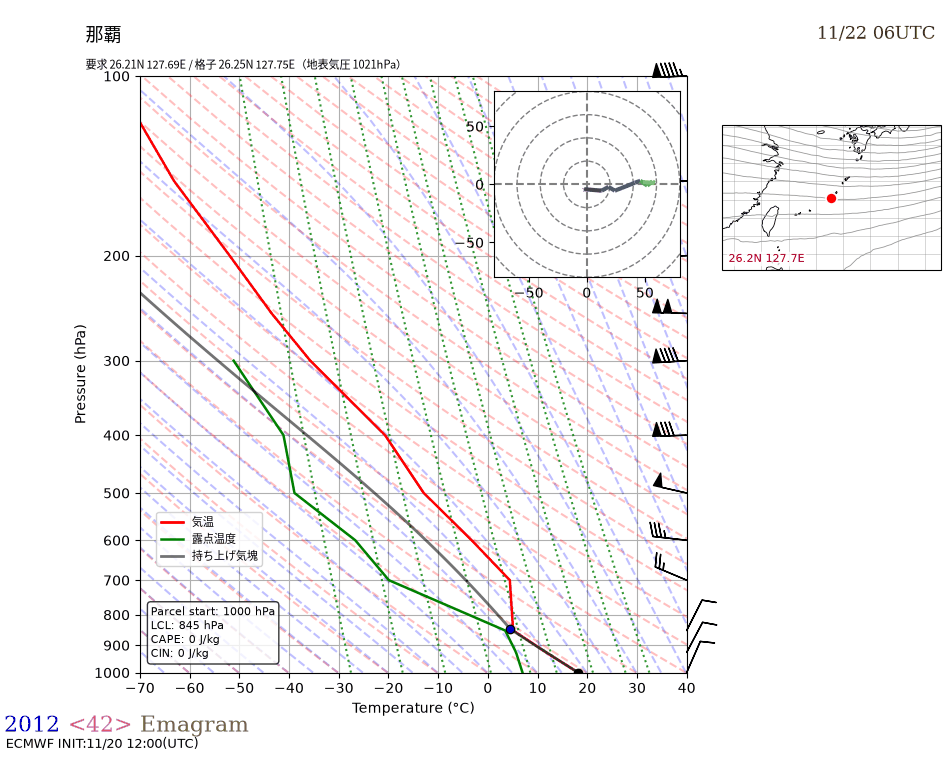 那覇
11/22 06UTC
要求 26.21N 127.69E / 格子 26.25N 127.75E（地表気圧 1021hPa）
100
200
300
400
500
600
700
800
900
1000
Pressure (hPa)
50
0
−50
−50
0
50
26.2N 127.7E
気温
露点温度
持ち上げ気塊
Parcel start: 1000 hPa
LCL: 845 hPa
CAPE: 0 J/kg
CIN: 0 J/kg
−70
−60
−50
−40
−30
−20
−10
0
10
20
30
40
Temperature (°C)
2012 <42> Emagram
ECMWF INIT:11/20 12:00(UTC)